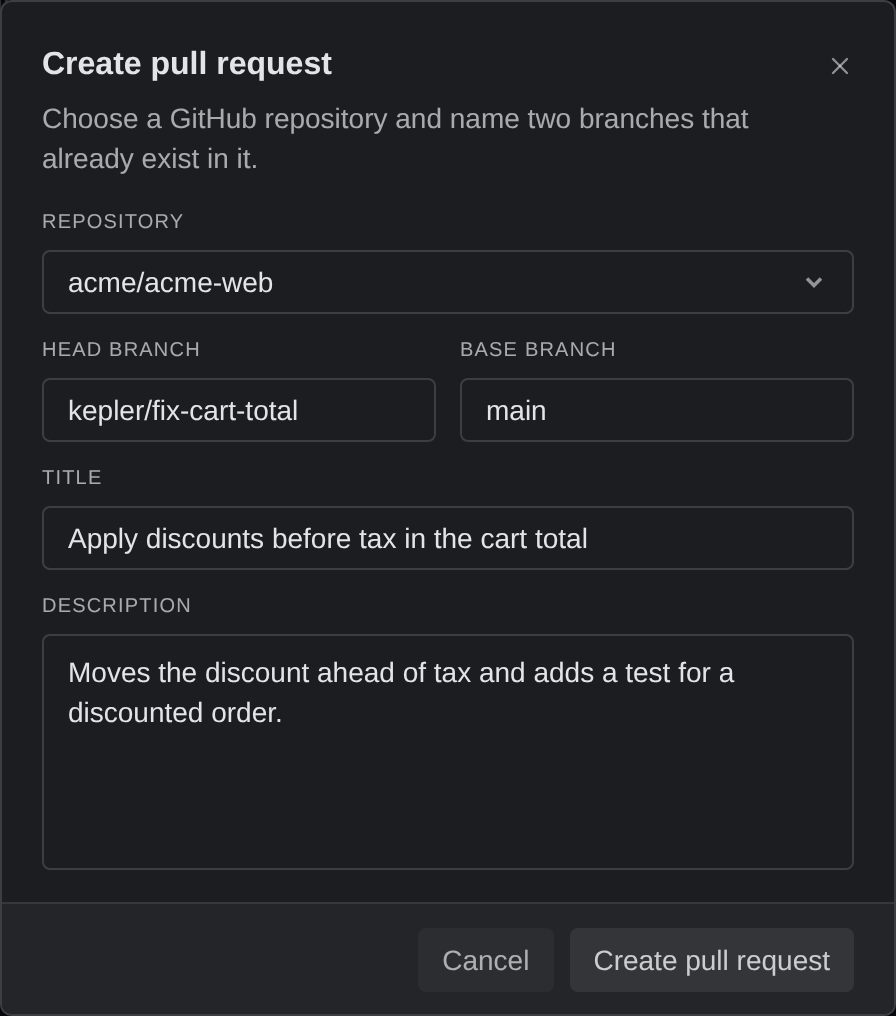 Create pull request
Choose a GitHub repository and name two branches that
already exist in it.
REPOSITORY
acme/acme-web
HEAD BRANCH
BASE BRANCH
kepler/fix-cart-total
main
TITLE
Apply discounts before tax in the cart total
DESCRIPTION
Moves the discount ahead of tax and adds a test for a
discounted order.
Cancel
Create pull request